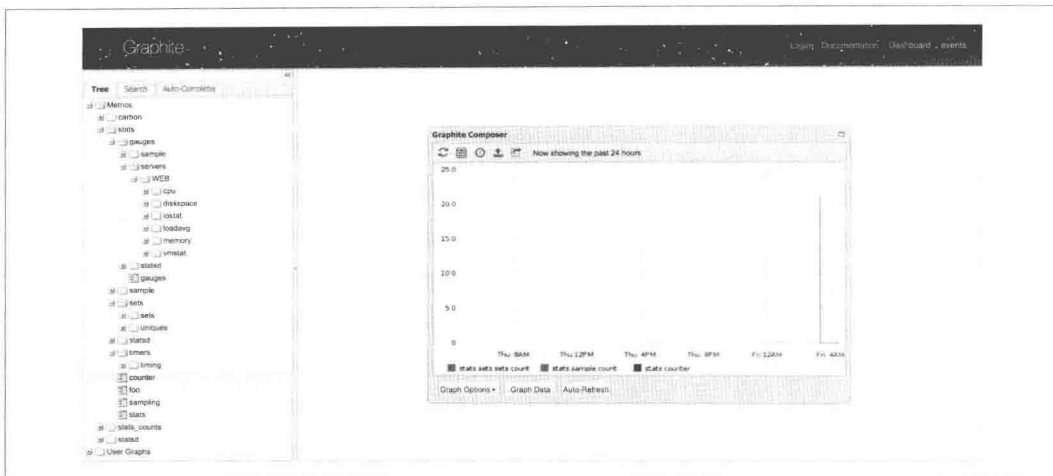 Graphite
Login Documentation Dashboard events
Tree Search Auto-Completer
Metrics
carbon
stats
gauges
sample
servers
WEB
cpu
diskspace
iostat
loadavg
memory
vmstat
statsd
gauges
sample
sets
sets
uniques
statsd
timers
timing
counter
foo
sampling
stats
stats_counts
statsd
User Graphs
Graphite Composer
Now showing the past 24 hours
25.0
20.0
15.0
10.0
5.0
0
Thu 8AM Thu 12PM Thu 4PM Thu 8PM Fri 12AM Fri 4AM
stats.sets.sets.count stats.sample.count stats.counter
Graph Options Graph Data Auto-Refresh